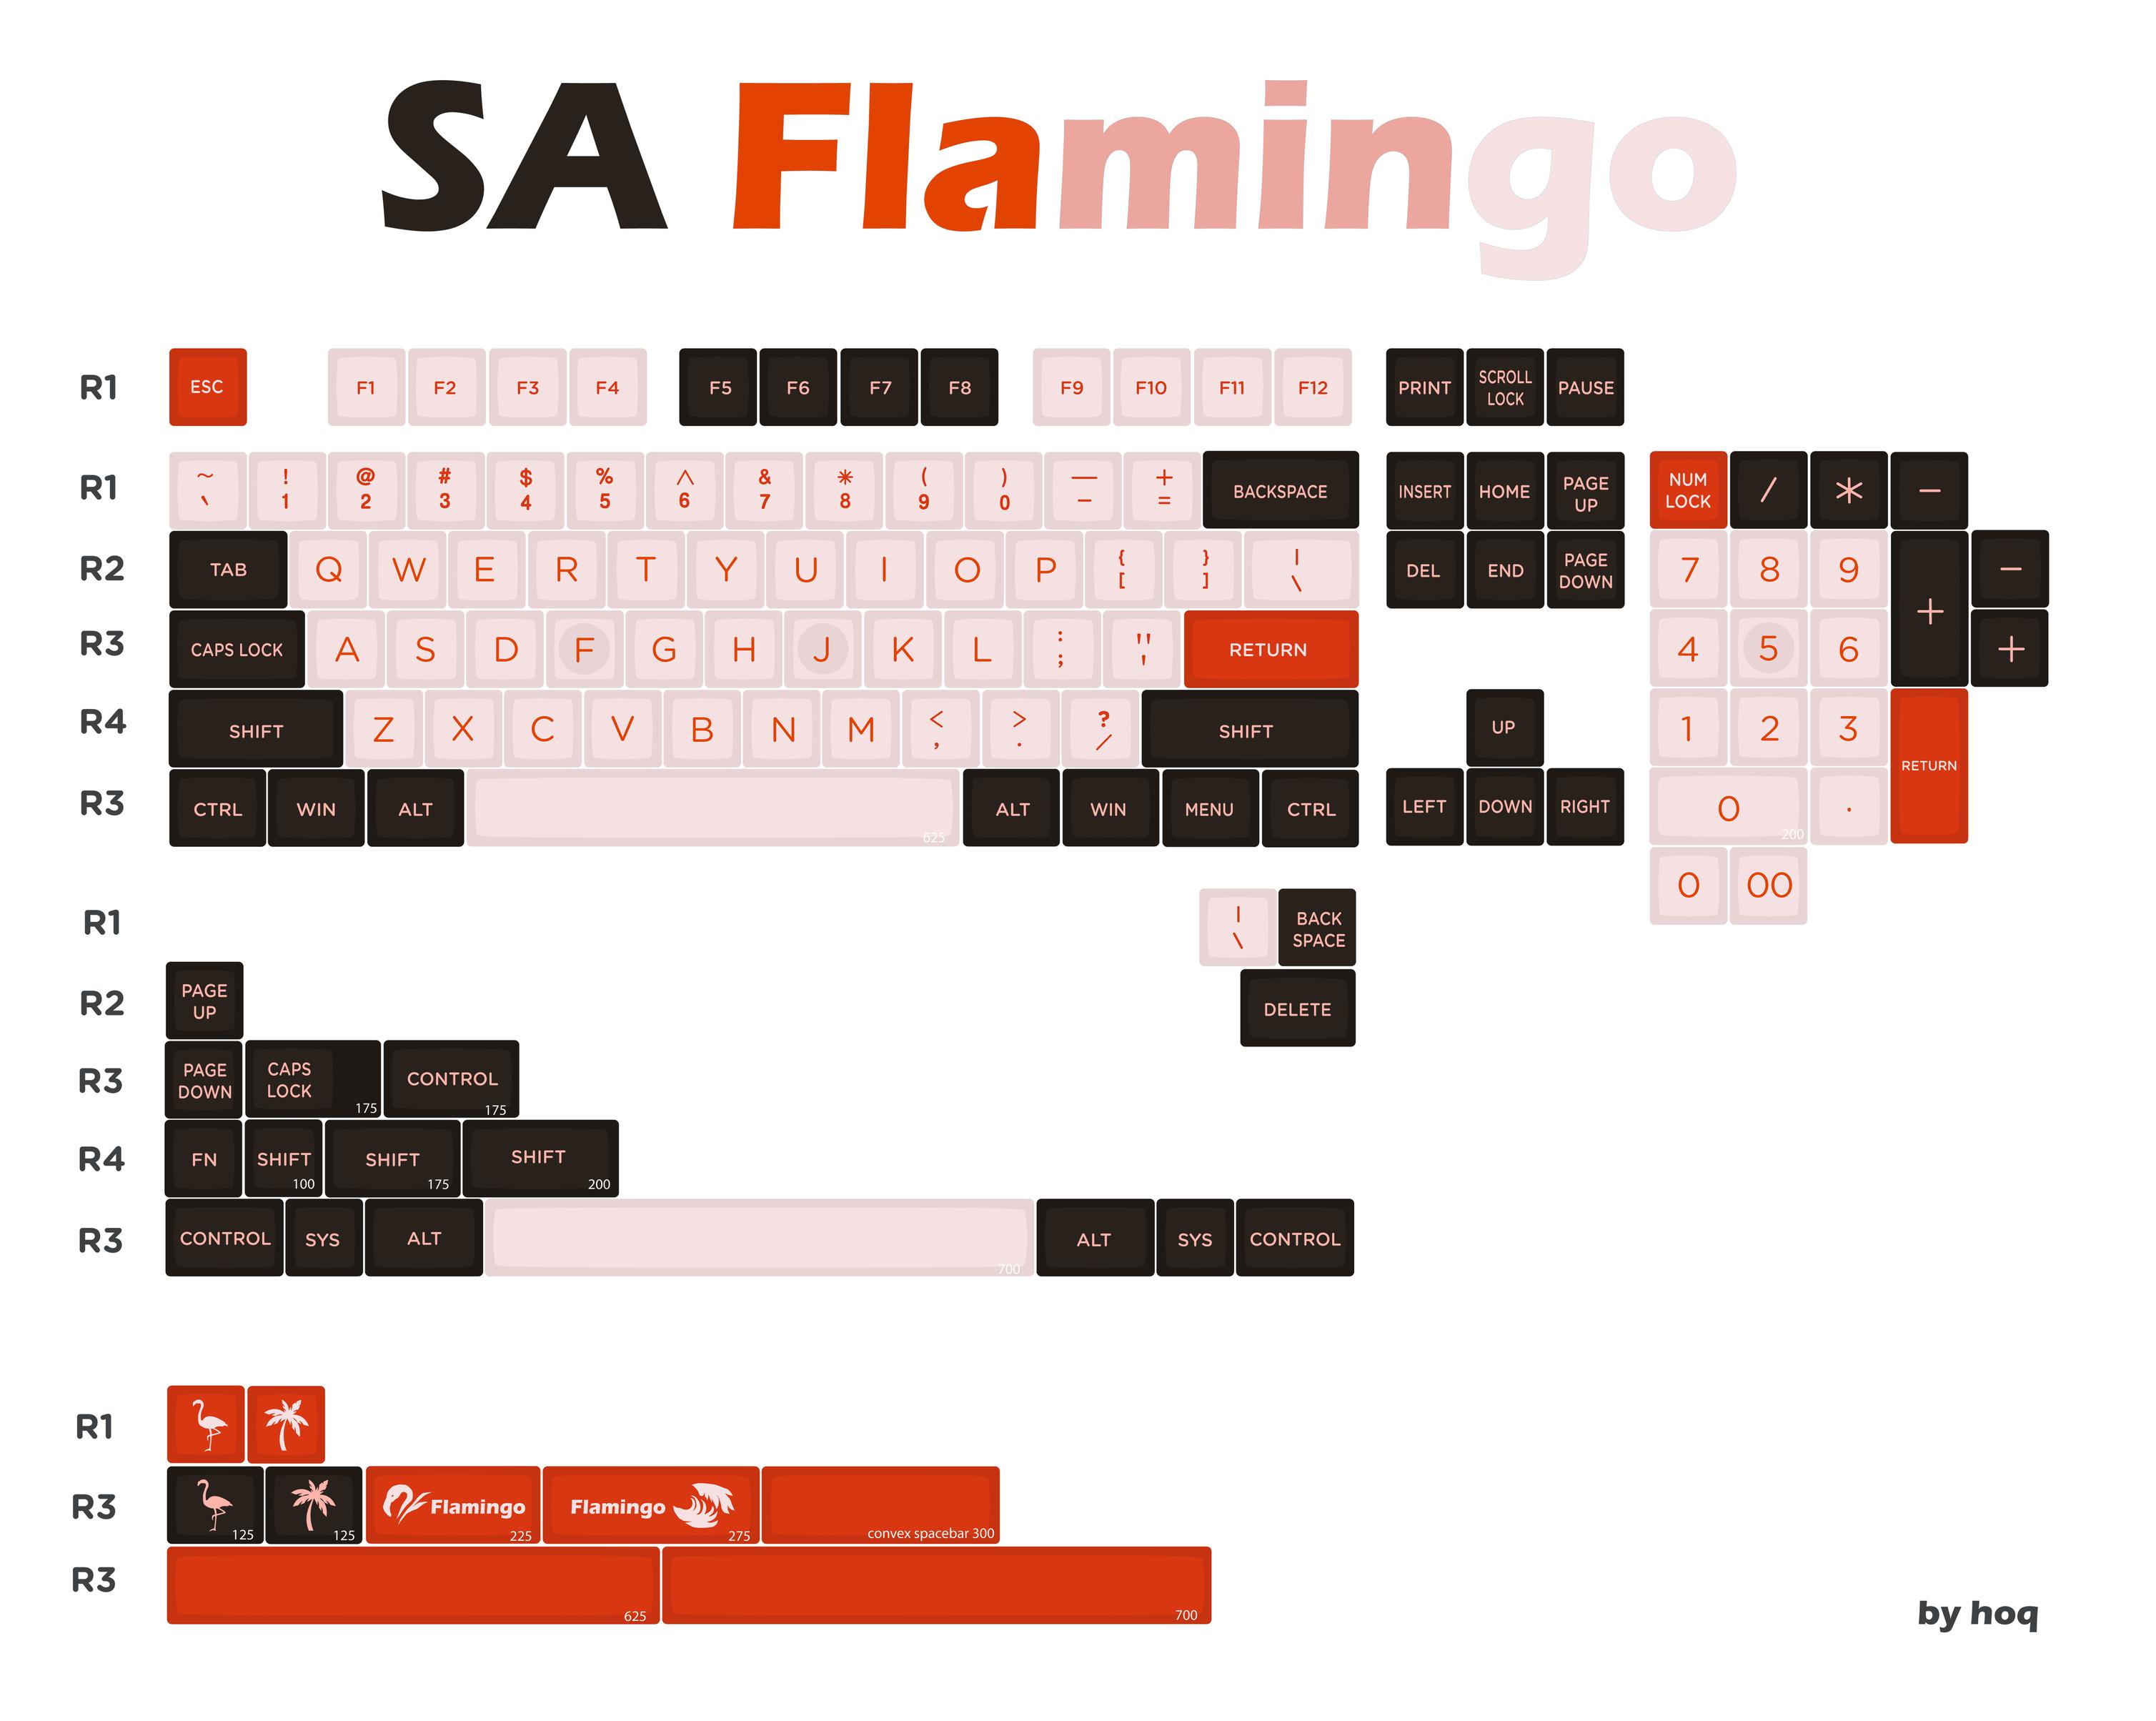 SA Flamingo
R1 ESC F1 F2 F3 F4 F5 F6 F7 F8 F9 F10 F11 F12 PRINT SCROLL LOCK PAUSE
R1 ~ ` ! 1 @ 2 # 3 $ 4 % 5 ^ 6 & 7 * 8 ( 9 ) 0 — – + = BACKSPACE INSERT HOME PAGE UP NUM LOCK / * −
R2 TAB Q W E R T Y U I O P { [ } ] | \ DEL END PAGE DOWN 7 8 9 + −
R3 CAPS LOCK A S D F G H J K L : ; " ' RETURN 4 5 6 +
R4 SHIFT Z X C V B N M < , > . ? / SHIFT UP 1 2 3 RETURN
R3 CTRL WIN ALT 625 ALT WIN MENU CTRL LEFT DOWN RIGHT 0 200 .
0 00
R1 | \ BACK SPACE
R2 PAGE UP DELETE
R3 PAGE DOWN CAPS LOCK 175 CONTROL 175
R4 FN SHIFT 100 SHIFT 175 SHIFT 200
R3 CONTROL SYS ALT 700 ALT SYS CONTROL
R1
R3 125 125 Flamingo 225 Flamingo 275 convex spacebar 300
R3 625 700
by hoq